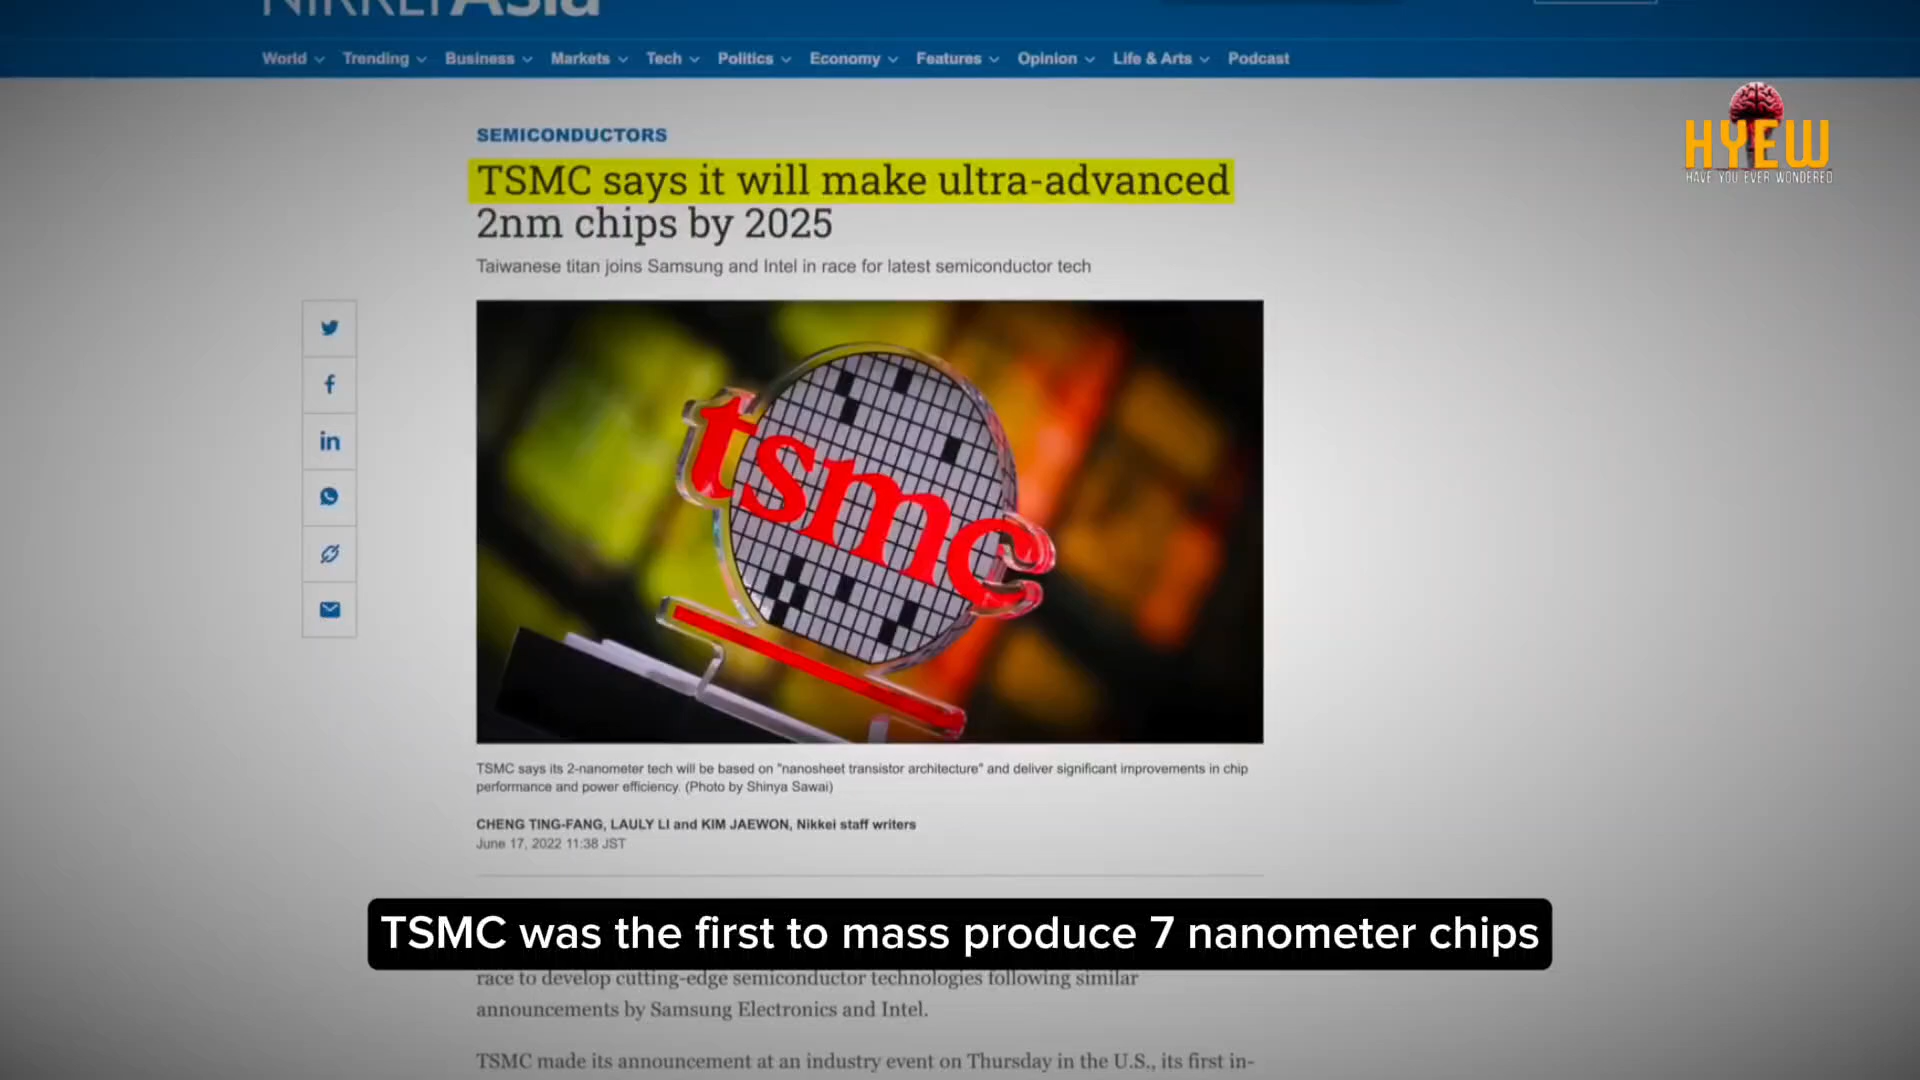 NIKKEI Asia
World Trending Business Markets Tech Politics Economy Features Opinion Life & Arts Podcast
HYEW
HAVE YOU EVER WONDERED
SEMICONDUCTORS
TSMC says it will make ultra-advanced
2nm chips by 2025
Taiwanese titan joins Samsung and Intel in race for latest semiconductor tech
tsmc
TSMC says its 2-nanometer tech will be based on "nanosheet transistor architecture" and deliver significant improvements in chip
performance and power efficiency. (Photo by Shinya Sawai)
CHENG TING-FANG, LAULY LI and KIM JAEWON, Nikkei staff writers
June 17, 2022 11:38 JST
TSMC was the first to mass produce 7 nanometer chips
race to develop cutting-edge semiconductor technologies following similar
announcements by Samsung Electronics and Intel.
TSMC made its announcement at an industry event on Thursday in the U.S., its first in-